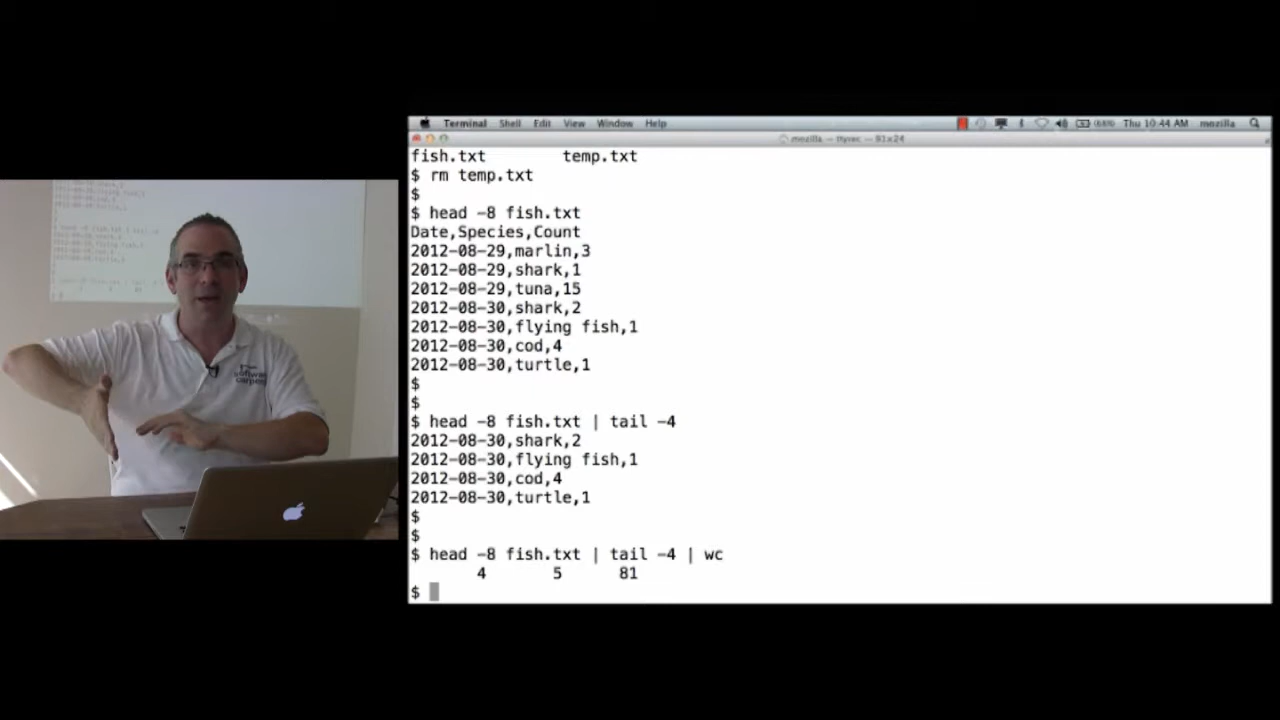 Terminal Shell Edit View Window Help (68%) Thu 10:44 AM mozilla
mozilla — ttyrec — 81×24
fish.txt temp.txt
$ rm temp.txt
$
$ head -8 fish.txt
Date,Species,Count
2012-08-29,marlin,3
2012-08-29,shark,1
2012-08-29,tuna,15
2012-08-30,shark,2
2012-08-30,flying fish,1
2012-08-30,cod,4
2012-08-30,turtle,1
$
$
$ head -8 fish.txt | tail -4
2012-08-30,shark,2
2012-08-30,flying fish,1
2012-08-30,cod,4
2012-08-30,turtle,1
$
$
$ head -8 fish.txt | tail -4 | wc
4 5 81
$